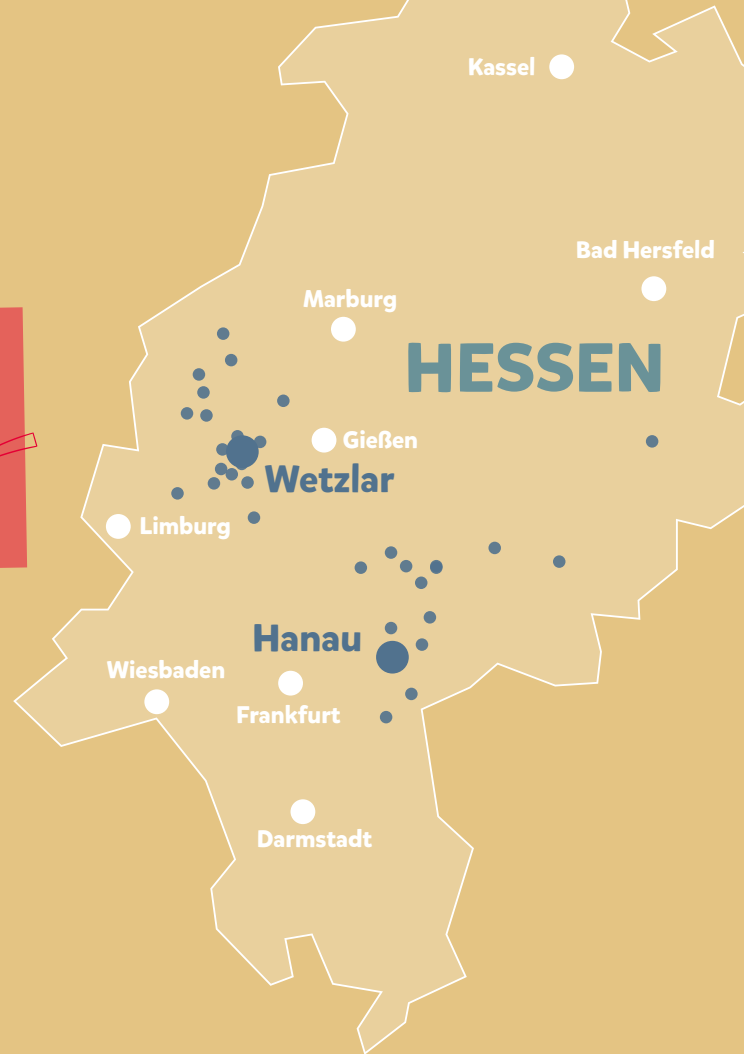 Kassel
Bad Hersfeld
Marburg
HESSEN
Gießen
Wetzlar
Limburg
Hanau
Wiesbaden
Frankfurt
Darmstadt